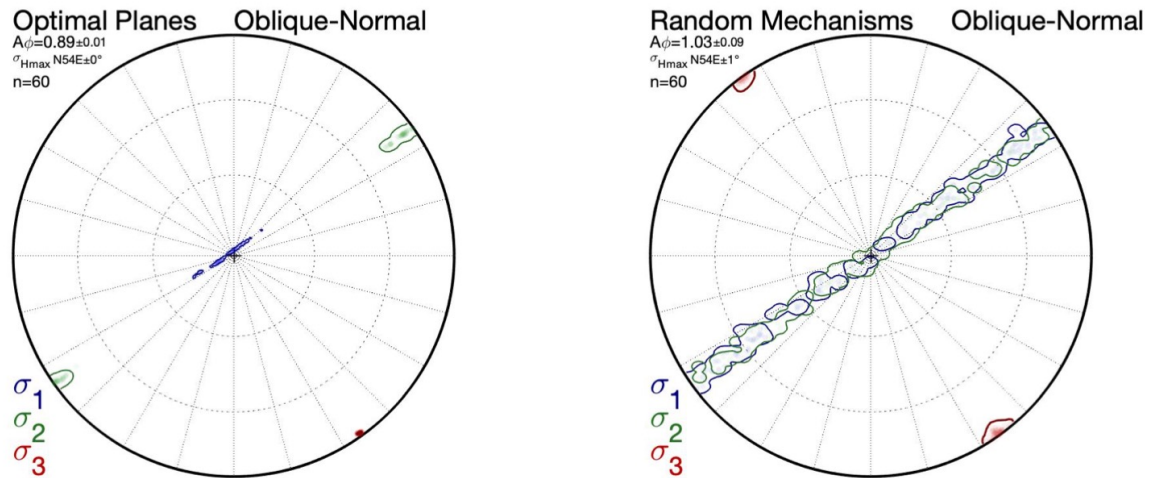 Optimal Planes Oblique-Normal
Aϕ=0.89±0.01
σHmax N54E±0°
n=60
σ1
σ2
σ3
Random Mechanisms Oblique-Normal
Aϕ=1.03±0.09
σHmax N54E±1°
n=60
σ1
σ2
σ3